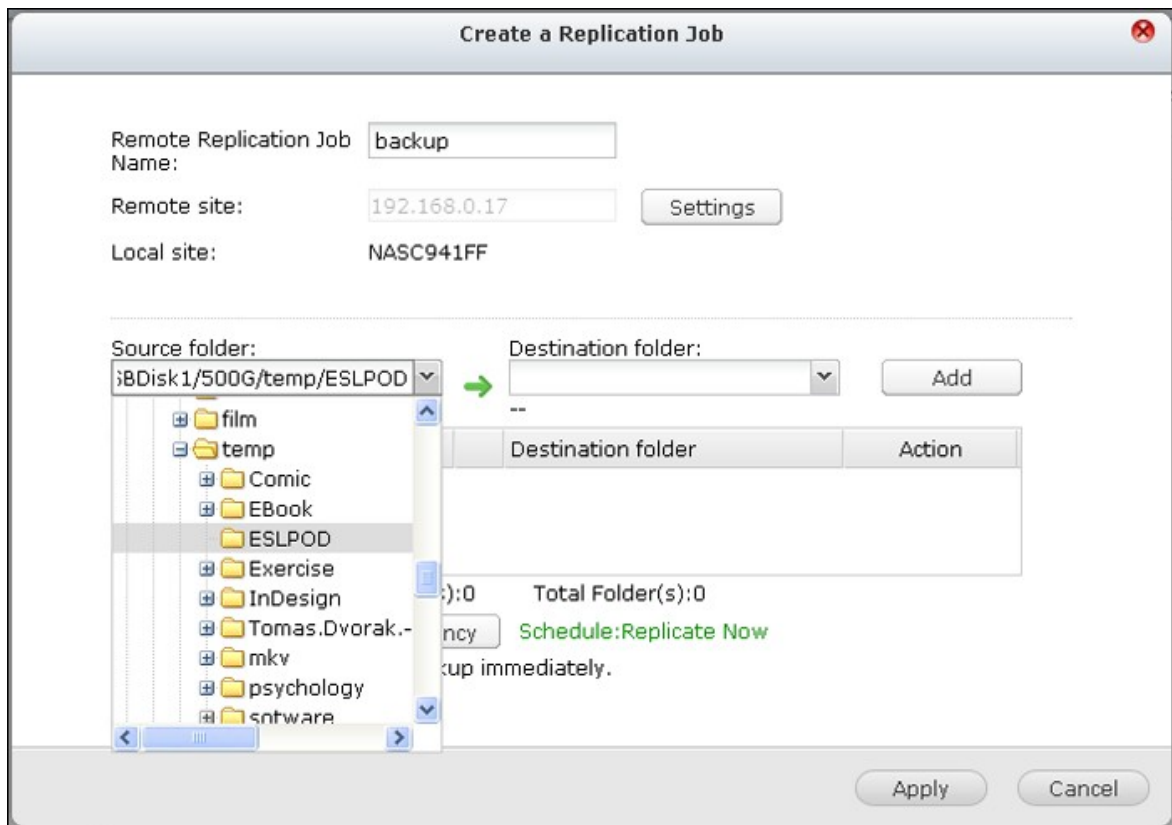 Create a Replication Job
Remote Replication Job Name:
backup
Remote site:
192.168.0.17
Settings
Local site:
NASC941FF
Source folder:
Destination folder:
SBDisk1/500G/temp/ESLPOD
Add
--
film
temp
Destination folder
Action
Comic
EBook
ESLPOD
Exercise
InDesign
):0
Total Folder(s):0
Tomas.Dvorak.-
ncy
Schedule:Replicate Now
mkv
kup immediately.
psychology
sotware
Apply
Cancel